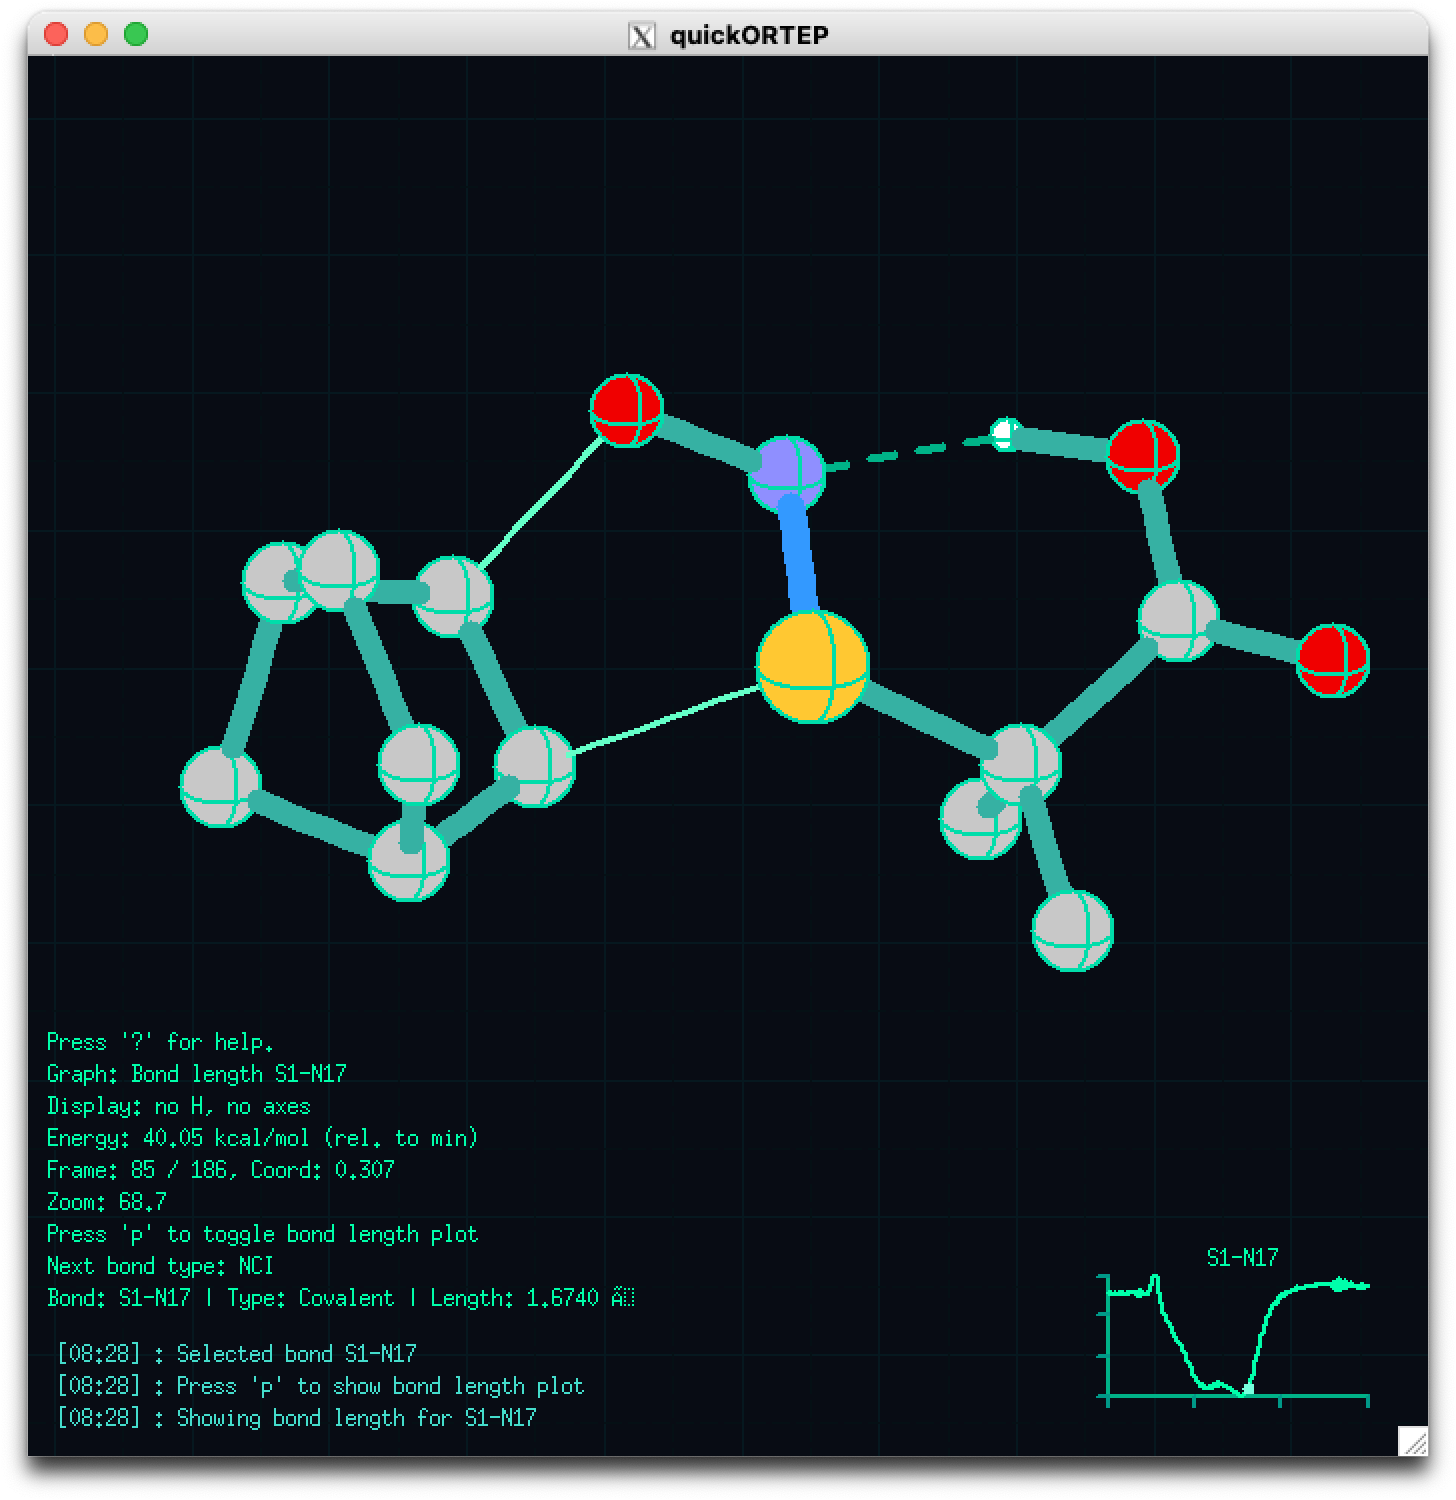 quickORTEP
Press '?' for help.
Graph: Bond length S1-N17
Display: no H, no axes
Energy: 40.05 kcal/mol (rel. to min)
Frame: 85 / 186, Coord: 0.307
Zoom: 68.7
Press 'p' to toggle bond length plot
Next bond type: NCI
Bond: S1-N17 | Type: Covalent | Length: 1.6740 Ã
S1-N17
[08:28] : Selected bond S1-N17
[08:28] : Press 'p' to show bond length plot
[08:28] : Showing bond length for S1-N17